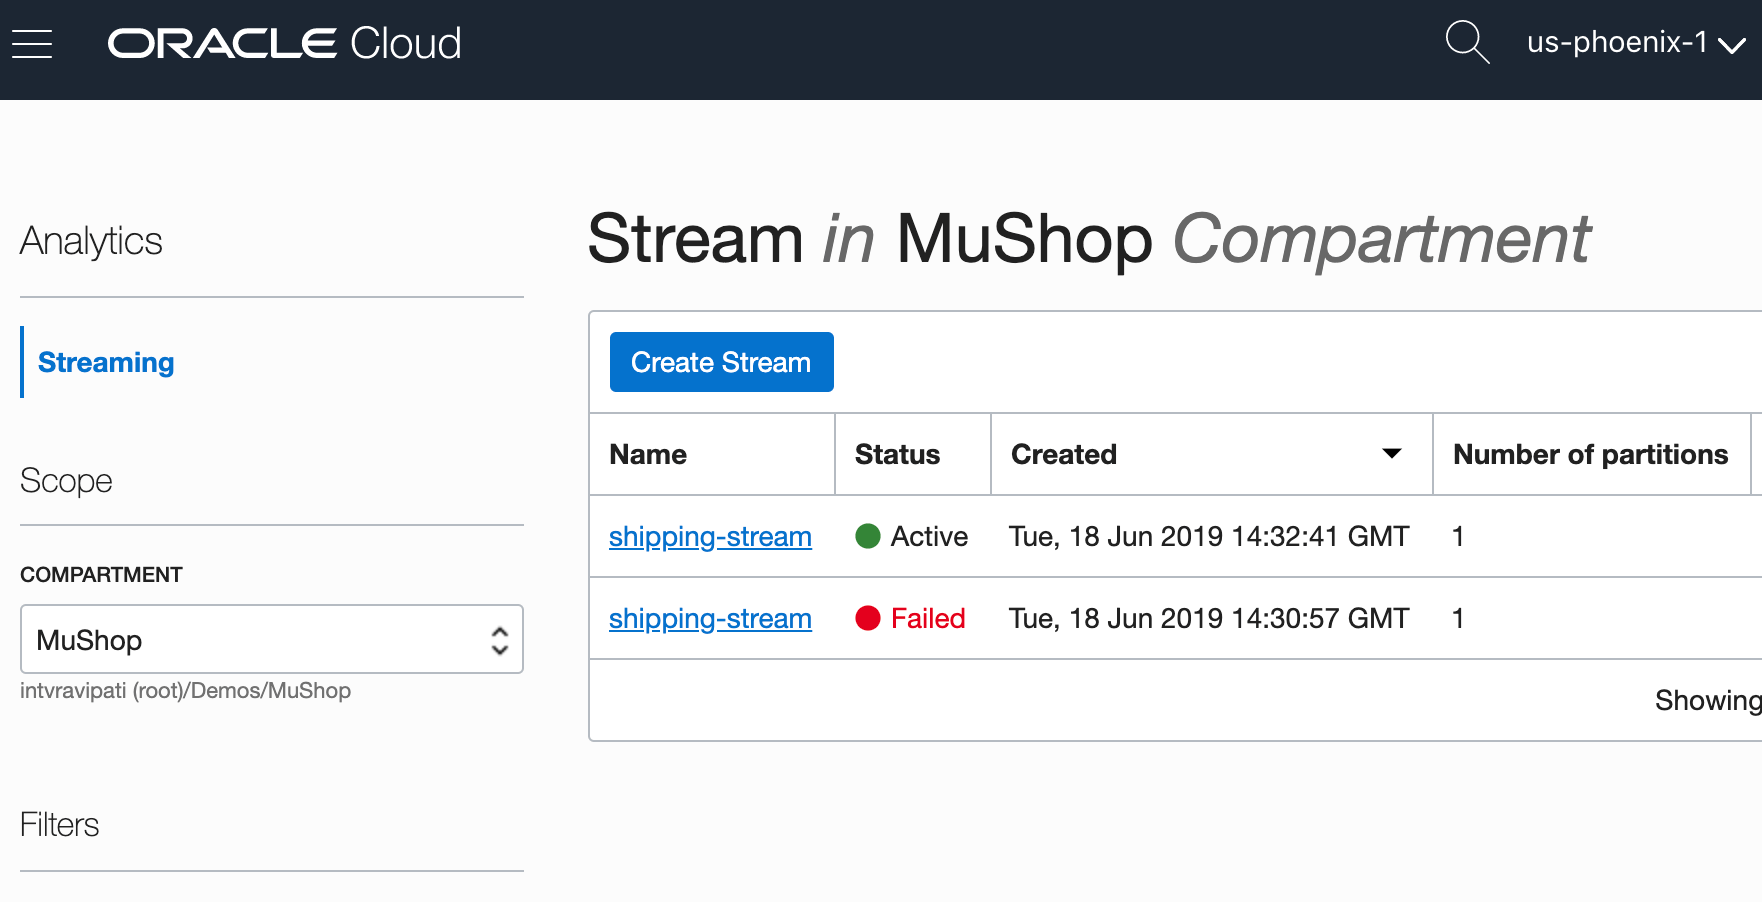 ORACLE Cloud
us-phoenix-1
Analytics
Streaming
Scope
COMPARTMENT
MuShop
intvravipati (root)/Demos/MuShop
Filters
Stream in MuShop Compartment
Create Stream
Name Status Created Number of partitions
shipping-stream Active Tue, 18 Jun 2019 14:32:41 GMT 1
shipping-stream Failed Tue, 18 Jun 2019 14:30:57 GMT 1
Showing